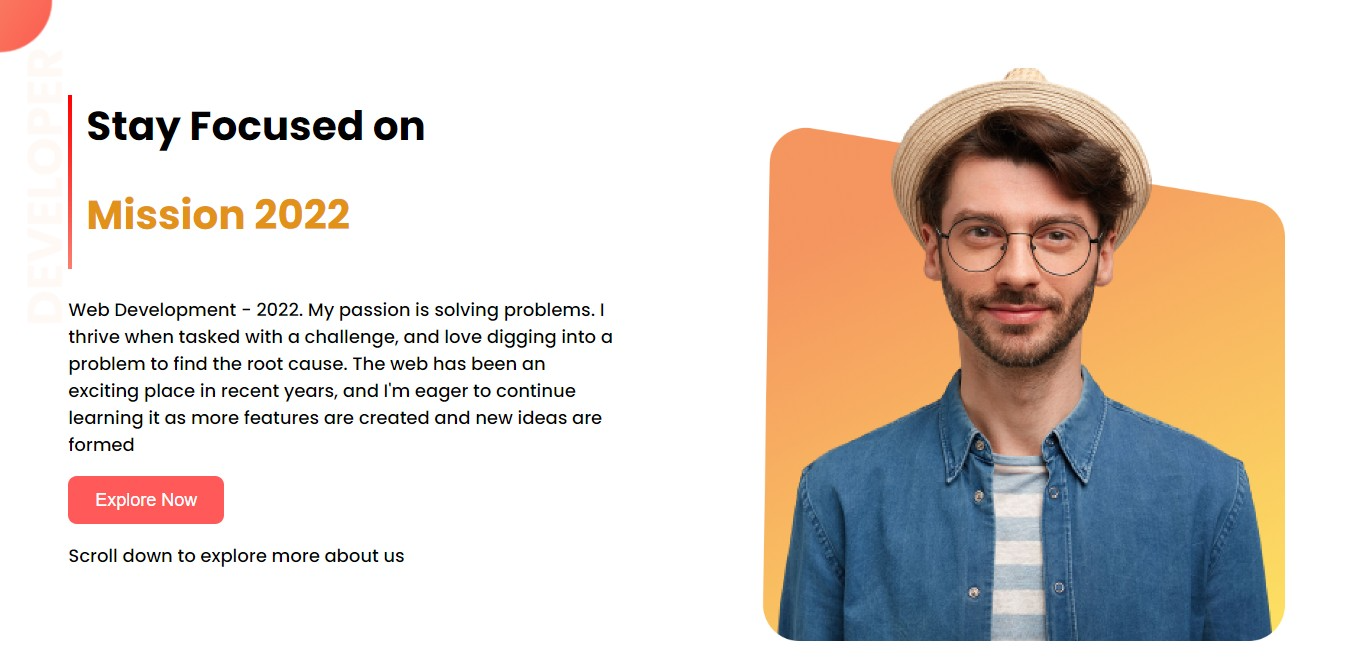 DEVELOPER
Stay Focused on
Mission 2022
Web Development - 2022. My passion is solving problems. I
thrive when tasked with a challenge, and love digging into a
problem to find the root cause. The web has been an
exciting place in recent years, and I'm eager to continue
learning it as more features are created and new ideas are
formed
Explore Now
Scroll down to explore more about us